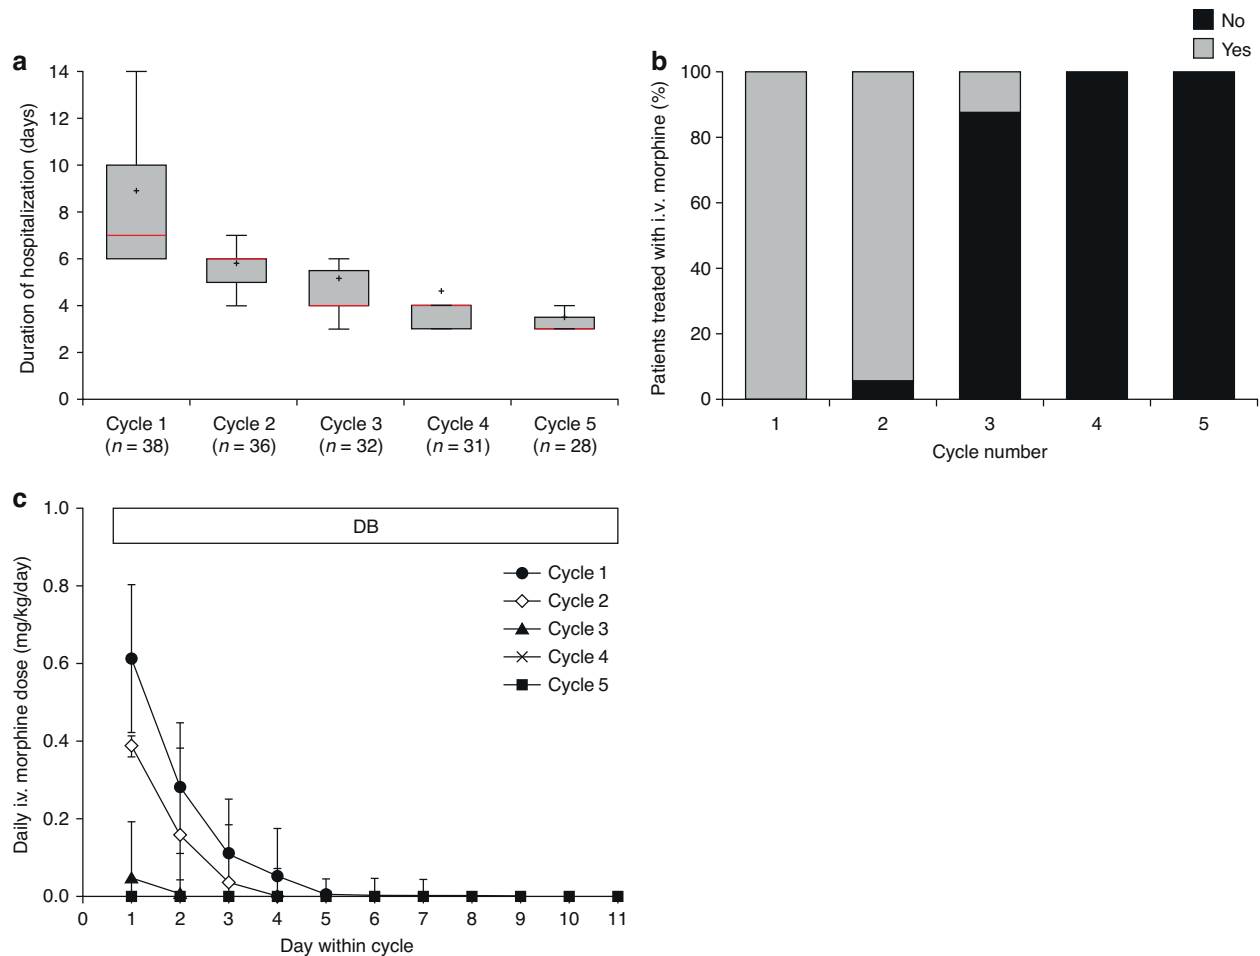 No
Yes
a
14
12
10
8
6
4
2
0
Duration of hospitalization (days)
Cycle 1 Cycle 2 Cycle 3 Cycle 4 Cycle 5
(n = 38) (n = 36) (n = 32) (n = 31) (n = 28)
b
100
80
60
40
20
0
Patients treated with i.v. morphine (%)
1 2 3 4 5
Cycle number
c
1.0
0.8
0.6
0.4
0.2
0.0
Daily i.v. morphine dose (mg/kg/day)
DB
Cycle 1
Cycle 2
Cycle 3
Cycle 4
Cycle 5
0 1 2 3 4 5 6 7 8 9 10 11
Day within cycle